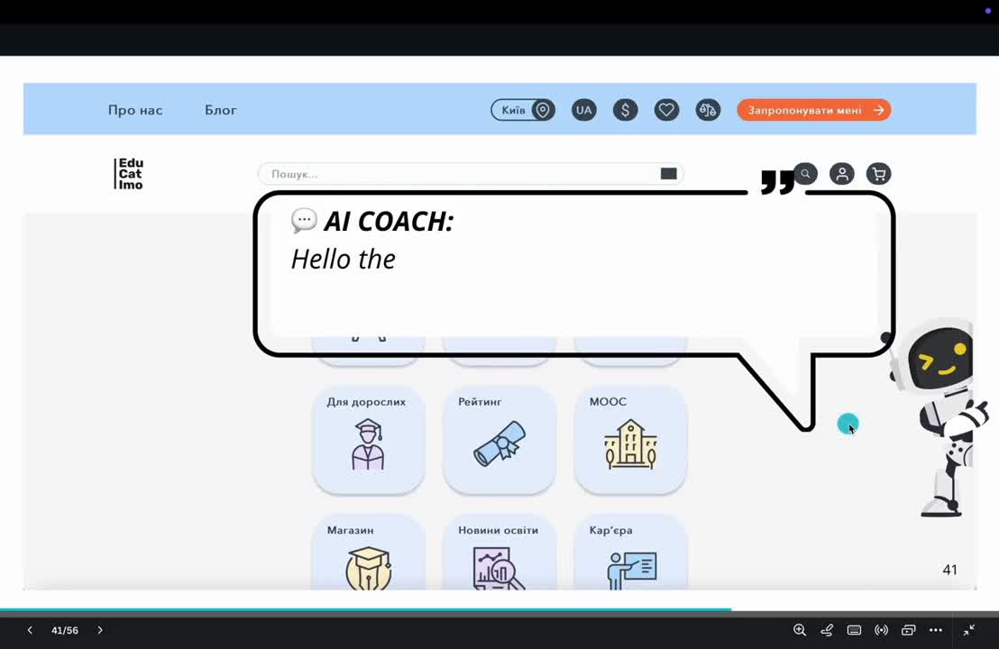 Про нас
Блог
Київ
UA
$
Запропонувати мені
Edu
Cat
Imo
Пошук...
AI COACH:
Hello the
Для дорослих
Рейтинг
МООС
Магазин
Новини освіти
Кар’єра
41
41/56